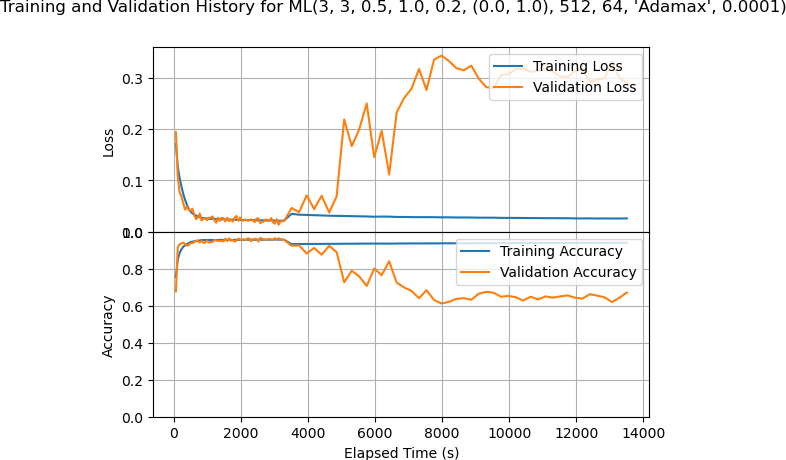 Training and Validation History for ML(3, 3, 0.5, 1.0, 0.2, (0.0, 1.0), 512, 64, 'Adamax', 0.0001)
Training Loss
Validation Loss
0.3
0.2
0.1
0.0
Loss
Training Accuracy
Validation Accuracy
1.0
0.8
0.6
0.4
0.2
0.0
Accuracy
0 2000 4000 6000 8000 10000 12000 14000
Elapsed Time (s)